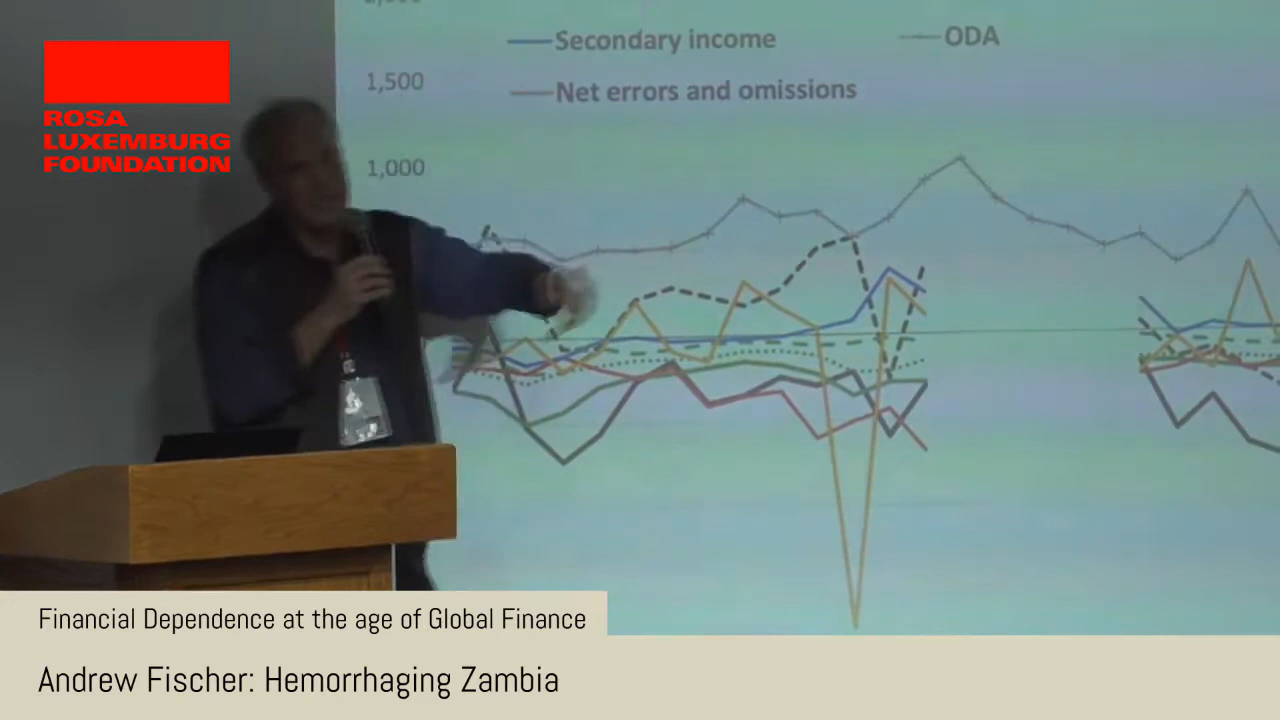 ROSA
LUXEMBURG
FOUNDATION
Secondary income
ODA
1,500
Net errors and omissions
1,000
Financial Dependence at the age of Global Finance
Andrew Fischer: Hemorrhaging Zambia